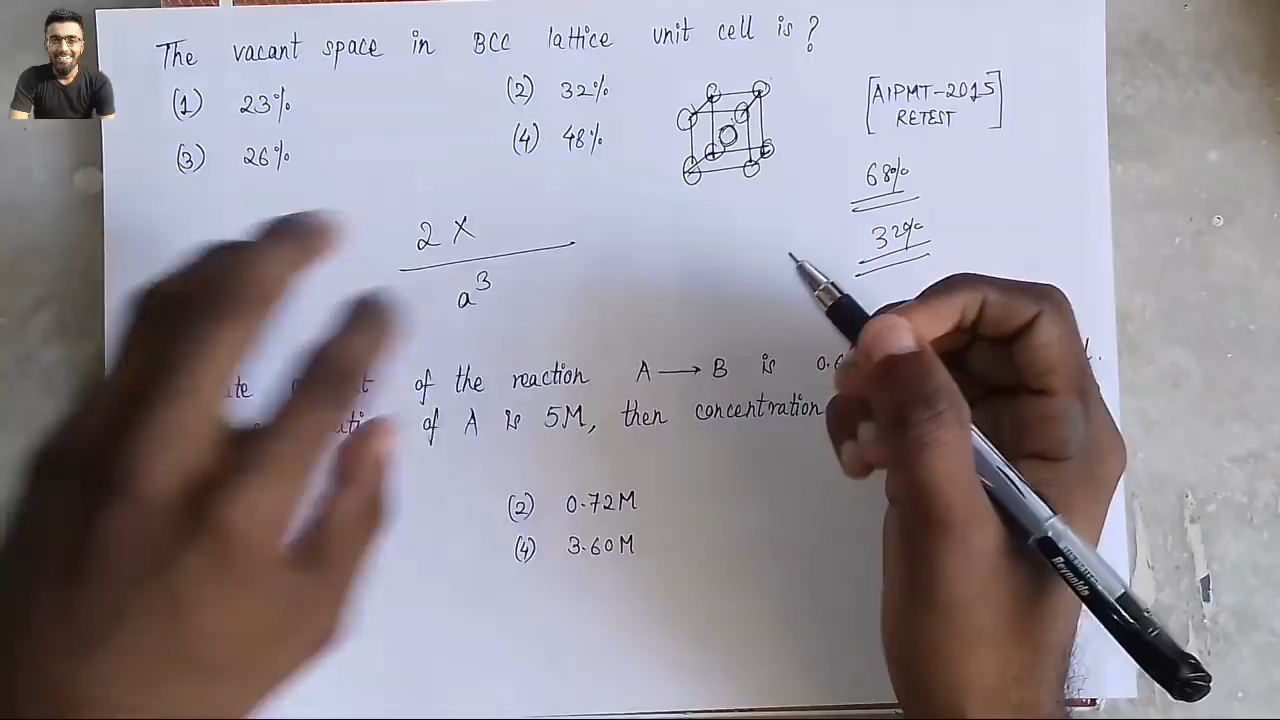 The vacant space in BCC lattice unit cell is ?
(1) 23%
(2) 32%
(3) 26%
(4) 48%
[AIPMT-2015
RETEST]
68%
32%
2 X
a³
of the reaction A → B is
of A is 5M, then concentration
(2) 0.72M
(4) 3.60M
Reynolds